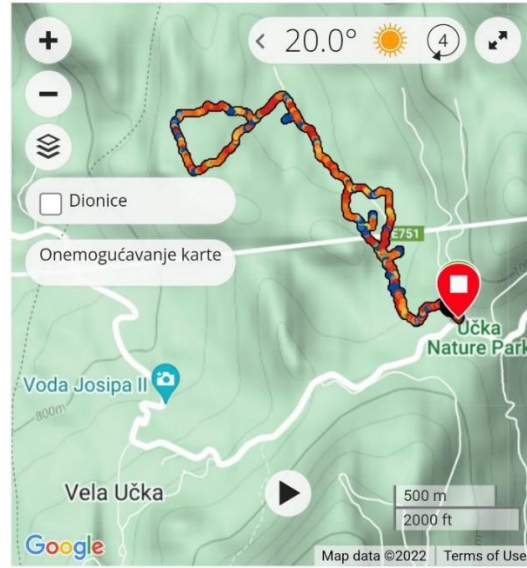 20.0°
4
Dionice
Onemogućavanje karte
E751
Učka
Nature Park
Voda Josipa II
800m
Vela Učka
500 m
2000 ft
Google
Map data ©2022
Terms of Use